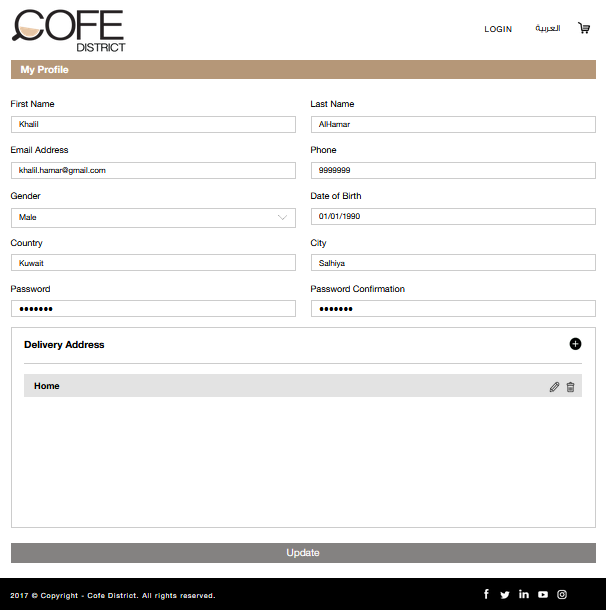 COFE
DISTRICT
LOGIN
العربية
My Profile
First Name
Last Name
Khalil
AlHamar
Email Address
Phone
khalil.hamar@gmail.com
9999999
Gender
Date of Birth
Male
01/01/1990
Country
City
Kuwait
Salhiya
Password
Password Confirmation
•••••••
•••••••
Delivery Address
Home
Update
2017 © Copyright - Cofe District. All rights reserved.